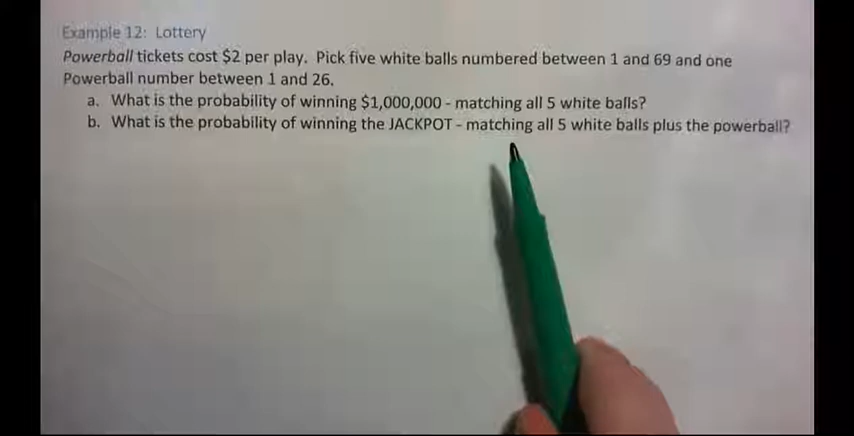 Example 12: Lottery
Powerball tickets cost $2 per play. Pick five white balls numbered between 1 and 69 and one
Powerball number between 1 and 26.
a. What is the probability of winning $1,000,000 - matching all 5 white balls?
b. What is the probability of winning the JACKPOT - matching all 5 white balls plus the powerball?